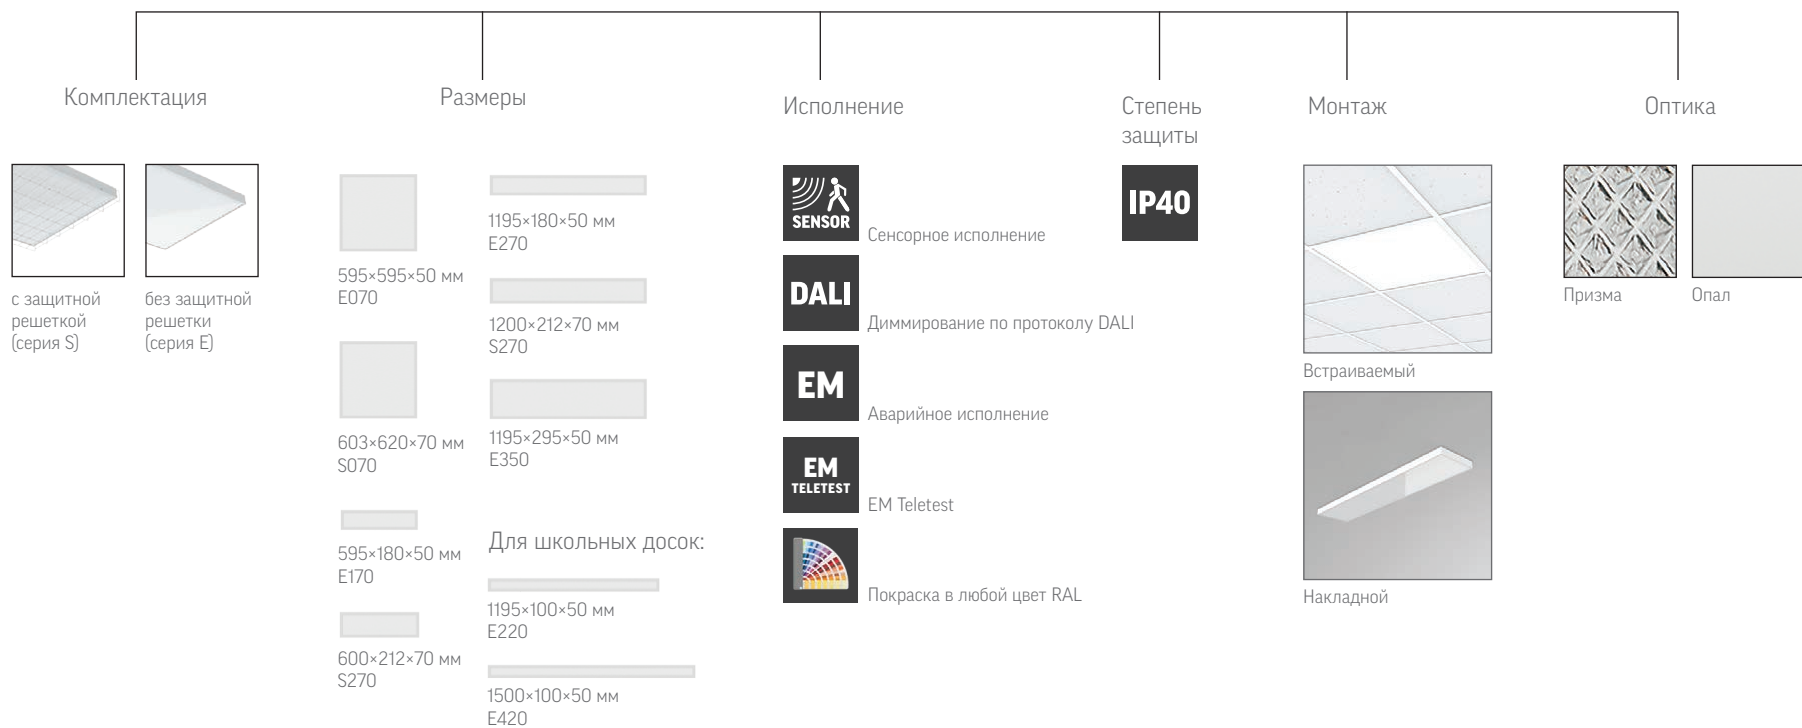 Комплектация
с защитной
решеткой
(серия S)
без защитной
решетки
(серия E)
Размеры
595×595×50 мм
E070
603×620×70 мм
S070
595×180×50 мм
E170
600×212×70 мм
S270
1195×180×50 мм
E270
1200×212×70 мм
S270
1195×295×50 мм
E350
Для школьных досок:
1195×100×50 мм
E220
1500×100×50 мм
E420
Исполнение
SENSOR
Сенсорное исполнение
DALI
Диммирование по протоколу DALI
EM
Аварийное исполнение
EM
TELETEST
EM Teletest
Покраска в любой цвет RAL
Степень
защиты
IP40
Монтаж
Встраиваемый
Накладной
Оптика
Призма
Опал